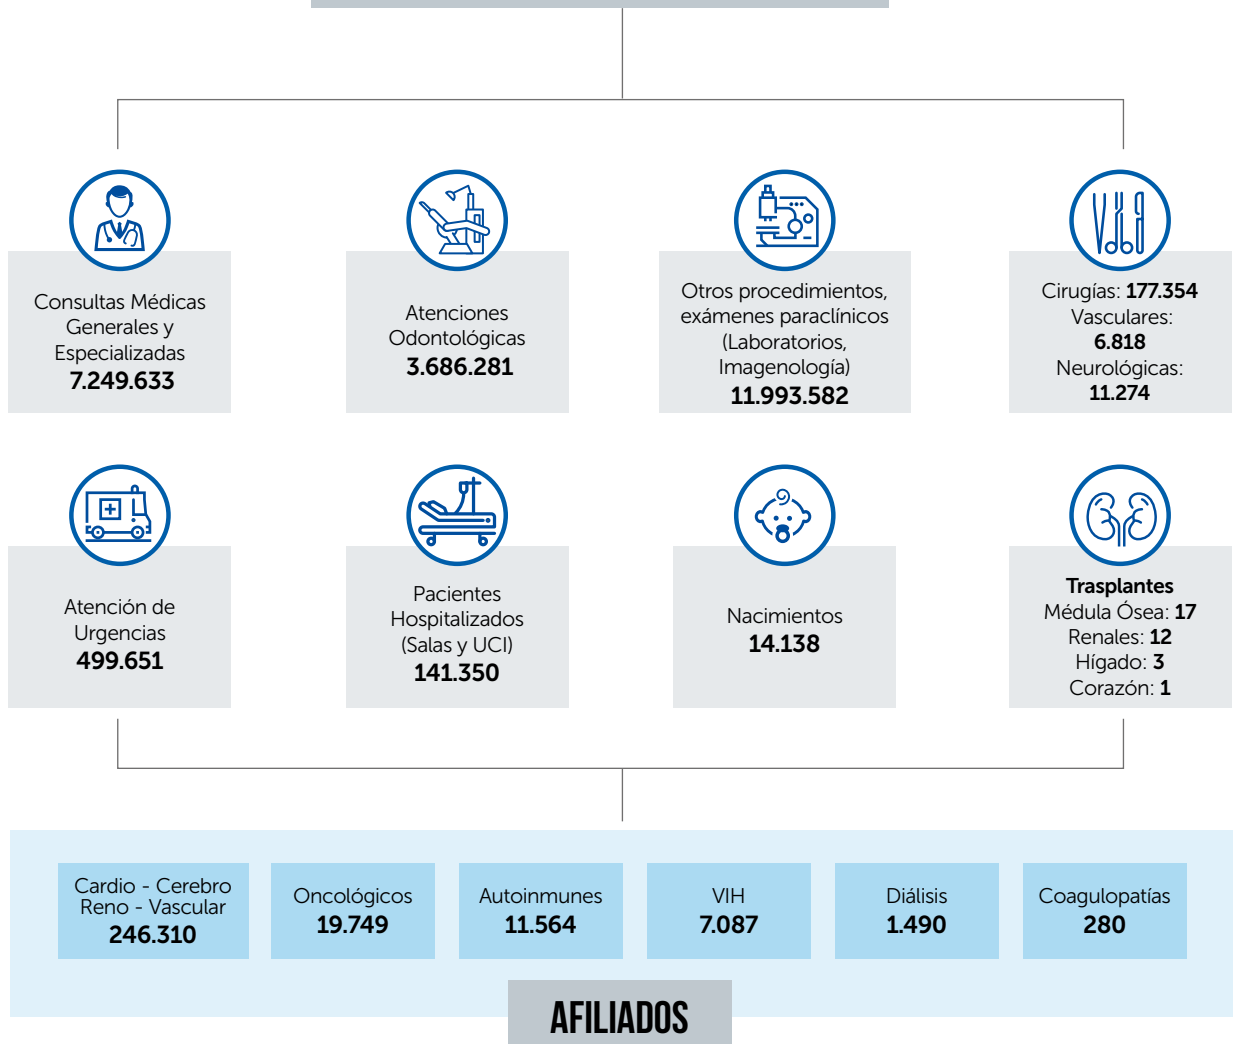 Consultas Médicas
Generales y
Especializadas
7.249.633
Atenciones
Odontológicas
3.686.281
Otros procedimientos,
exámenes paraclínicos
(Laboratorios,
Imagenología)
11.993.582
Cirugías: 177.354
Vasculares:
6.818
Neurológicas:
11.274
Atención de
Urgencias
499.651
Pacientes
Hospitalizados
(Salas y UCI)
141.350
Nacimientos
14.138
Trasplantes
Médula Ósea: 17
Renales: 12
Hígado: 3
Corazón: 1
Cardio - Cerebro
Reno - Vascular
246.310
Oncológicos
19.749
Autoinmunes
11.564
VIH
7.087
Diálisis
1.490
Coagulopatías
280
AFILIADOS